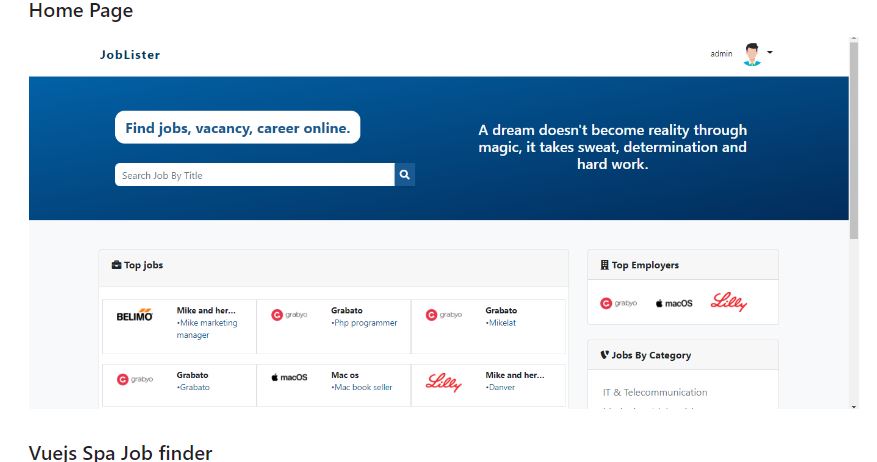 Home Page
JobLister
admin
Find jobs, vacancy, career online.
Search Job By Title
A dream doesn't become reality through
magic, it takes sweat, determination and
hard work.
Top jobs
BELIMO
Mike and her...
•Mike marketing
manager
grabyo
Grabato
•Php programmer
grabyo
Grabato
•Mikelat
grabyo
Grabato
•Grabato
macOS
Mac os
•Mac book seller
Lilly
Mike and her...
•Danver
Top Employers
grabyo
macOS
Lilly
Jobs By Category
IT & Telecommunication
Vuejs Spa Job finder